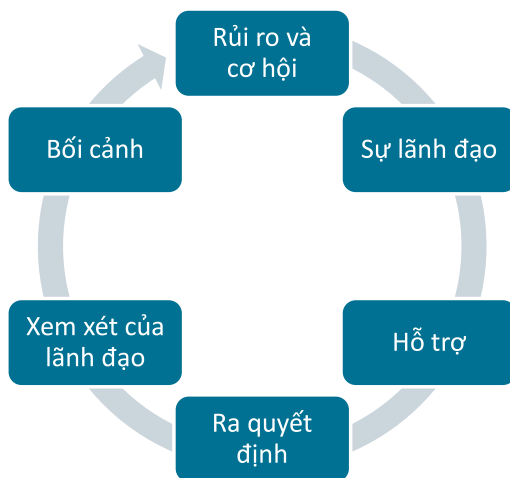 Rủi ro và
cơ hội
Sự lãnh đạo
Hỗ trợ
Ra quyết
định
Xem xét của
lãnh đạo
Bối cảnh